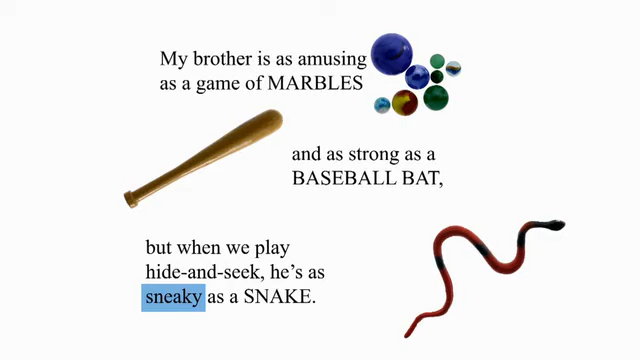 My brother is as amusing
as a game of MARBLES
and as strong as a
BASEBALL BAT,
but when we play
hide-and-seek, he’s as
sneaky as a SNAKE.